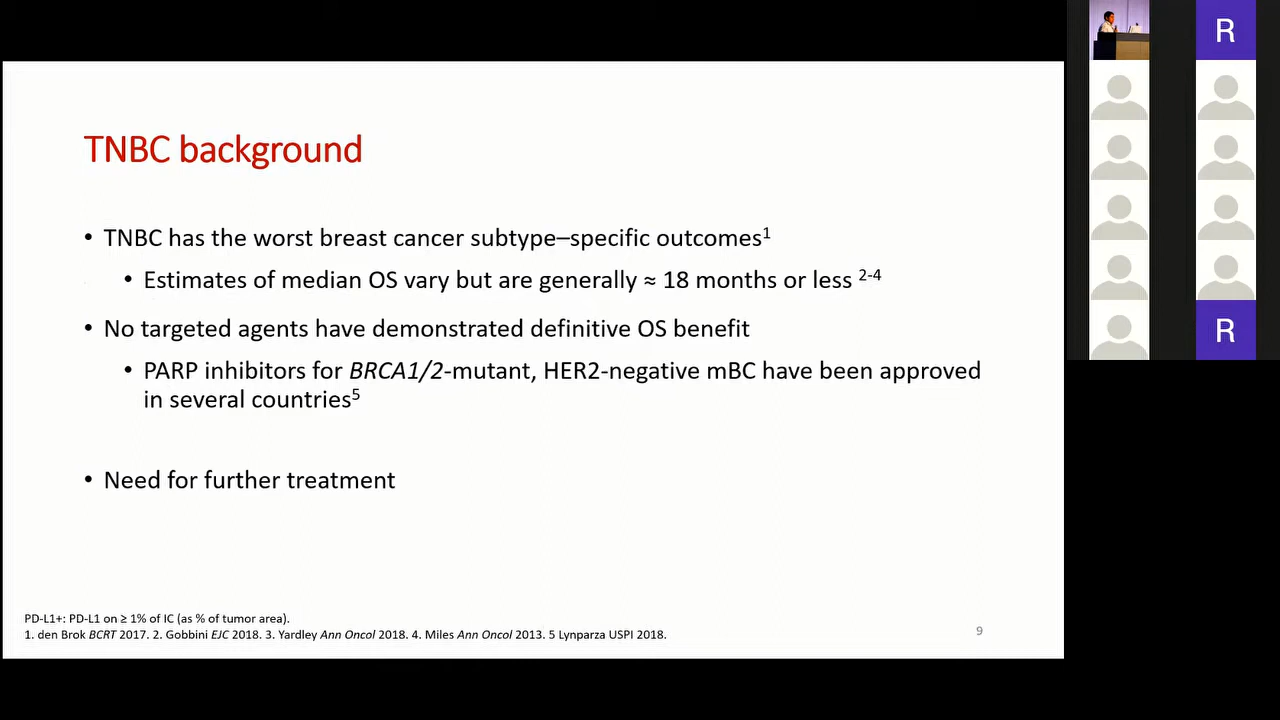 TNBC background
• TNBC has the worst breast cancer subtype–specific outcomes1
• Estimates of median OS vary but are generally ≈ 18 months or less 2-4
• No targeted agents have demonstrated definitive OS benefit
• PARP inhibitors for BRCA1/2-mutant, HER2-negative mBC have been approved
in several countries5
• Need for further treatment
PD-L1+: PD-L1 on ≥ 1% of IC (as % of tumor area).
1. den Brok BCRT 2017. 2. Gobbini EJC 2018. 3. Yardley Ann Oncol 2018. 4. Miles Ann Oncol 2013. 5 Lynparza USPI 2018.
9
R
R